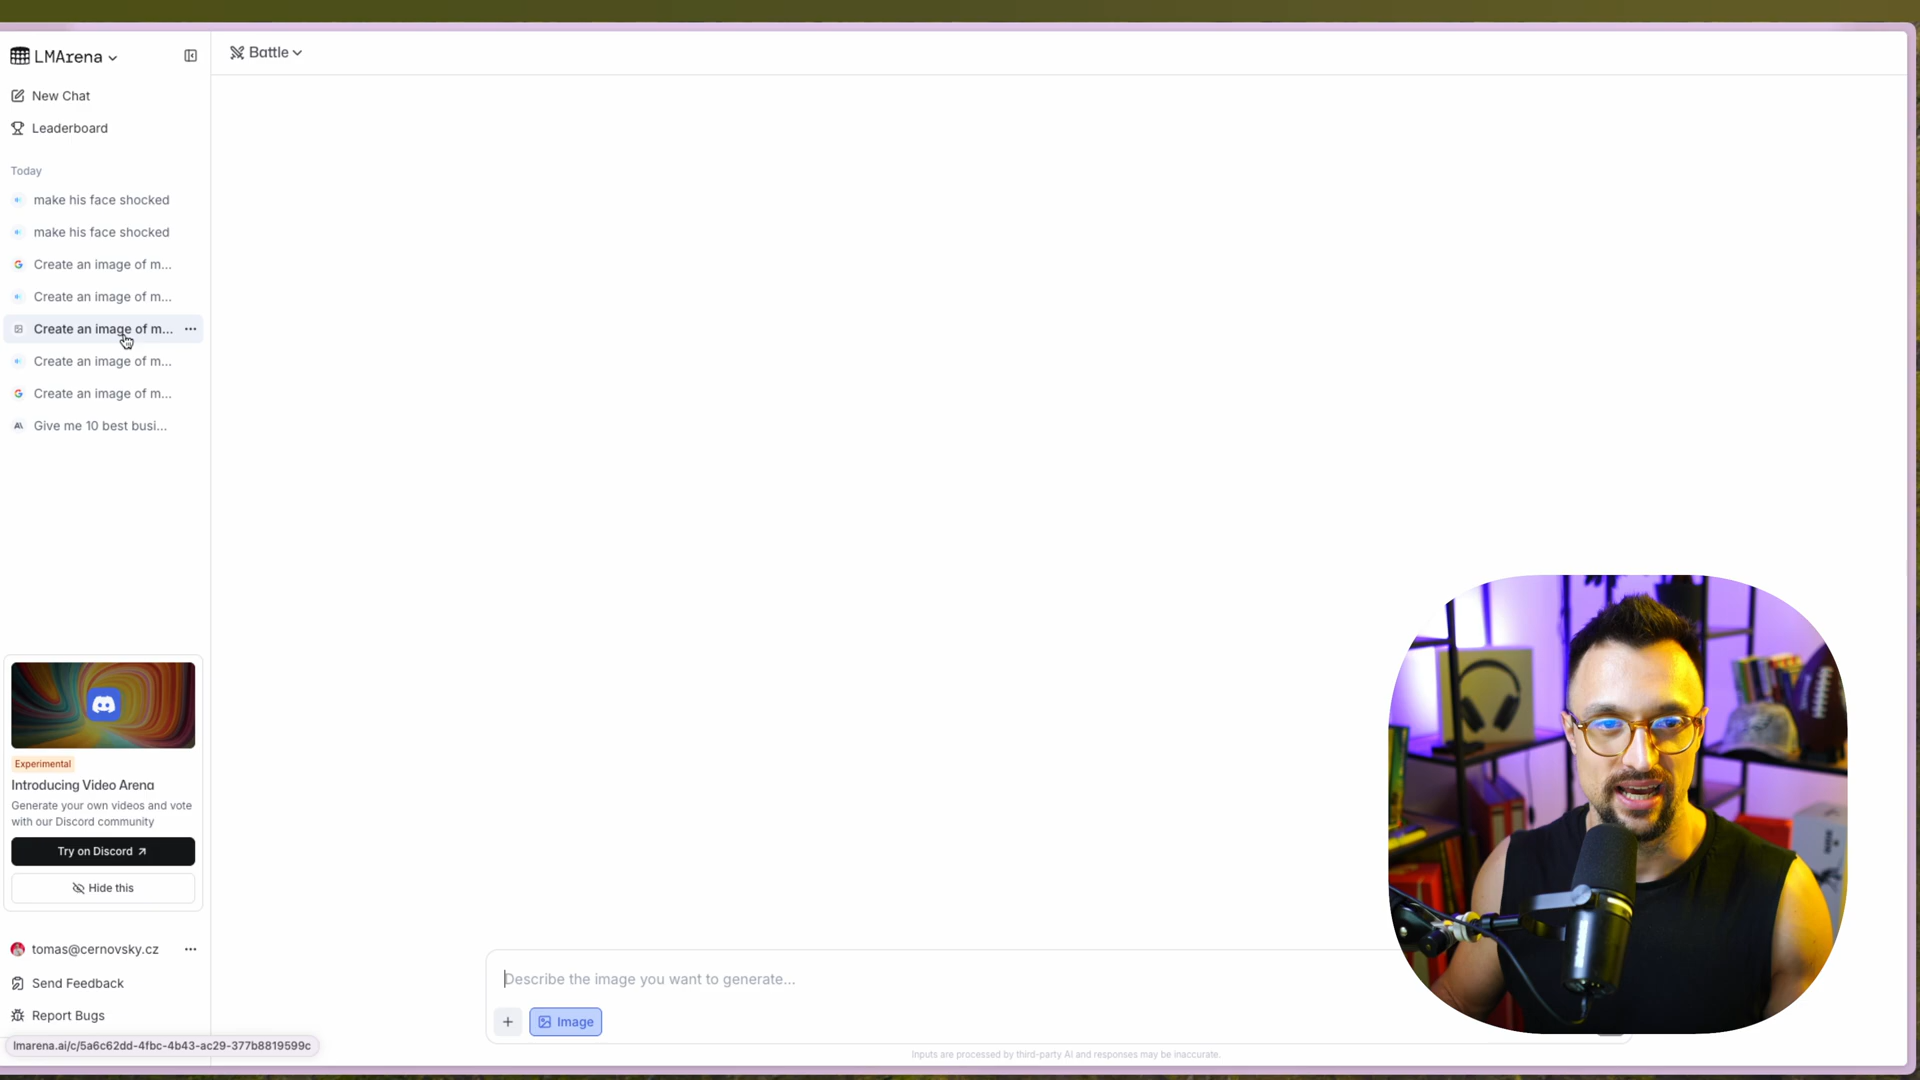 LMArena
Battle
New Chat
Leaderboard
Today
make his face shocked
make his face shocked
Create an image of m...
Create an image of m...
Create an image of m...
Create an image of m...
Create an image of m...
Give me 10 best busi...
Experimental
Introducing Video Arena
Generate your own videos and vote
with our Discord community
Try on Discord
Hide this
tomas@cernovsky.cz
Send Feedback
Report Bugs
lmarena.ai/c/5a6c62dd-4fbc-4b43-ac29-377b8819599c
Describe the image you want to generate...
Image
Inputs are processed by third-party AI and responses may be inaccurate.